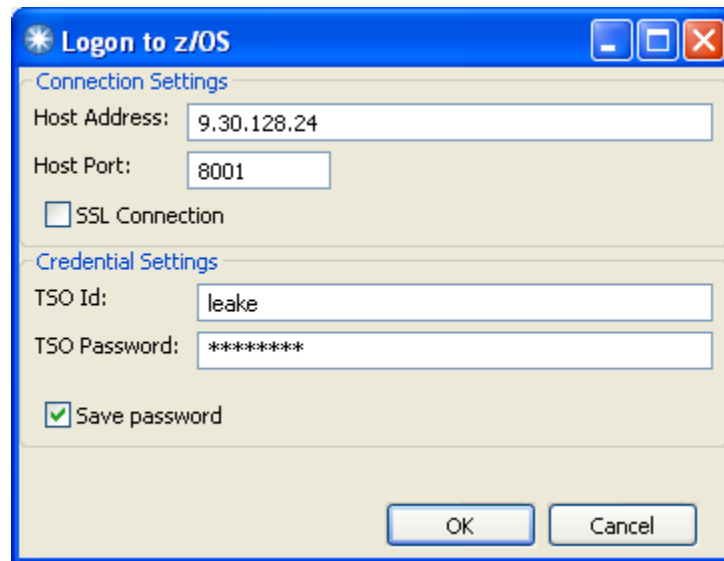 Logon to z/OS
Connection Settings
Host Address: 9.30.128.24
Host Port: 8001
SSL Connection
Credential Settings
TSO Id: leake
TSO Password: ********
Save password
OK Cancel